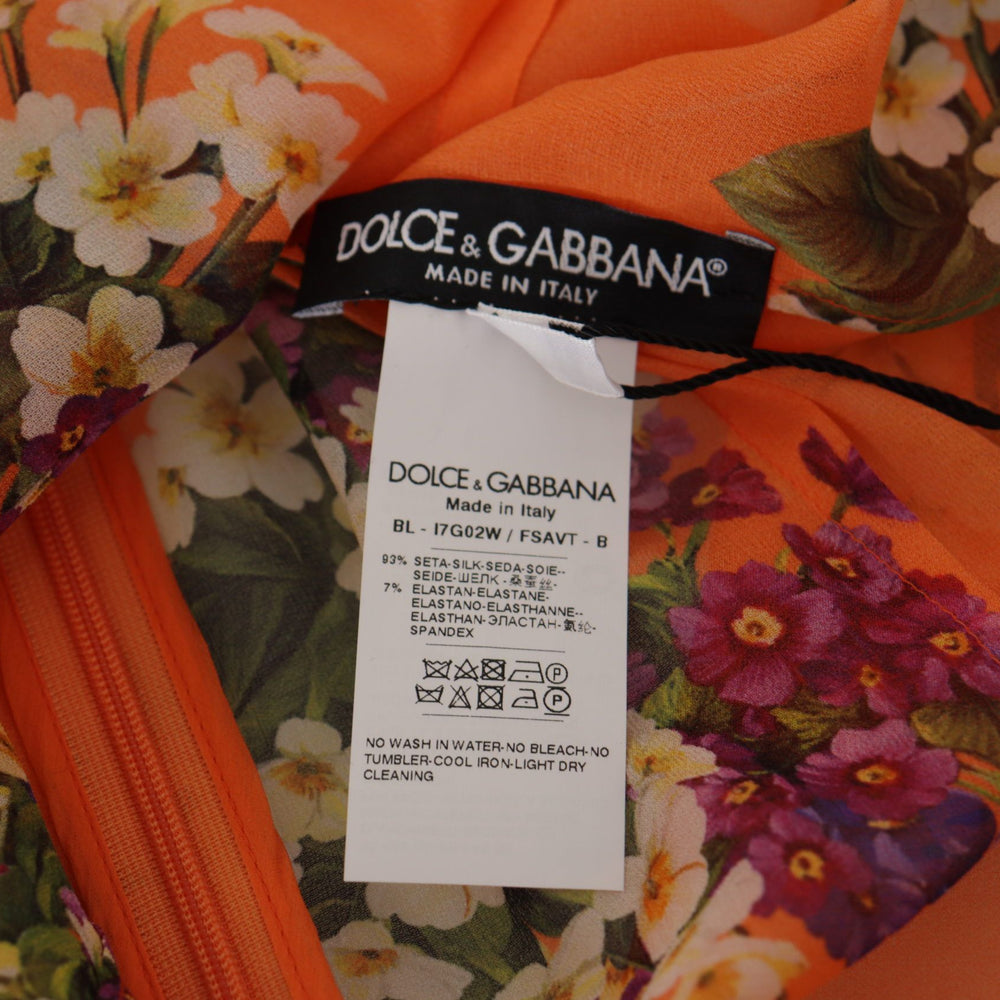 DOLCE & GABBANA®
MADE IN ITALY
DOLCE & GABBANA
Made in Italy
BL - I7G02W / FSAVT - B
93% SETA-SILK-SEDA-SOIE--
SEIDE-ШЕЛК -桑蚕丝-
7% ELASTAN-ELASTANE-
ELASTANO-ELASTHANNE--
ELASTHAN-ЭЛАСТАН-氨纶-
SPANDEX
NO WASH IN WATER-NO BLEACH-NO
TUMBLER-COOL IRON-LIGHT DRY
CLEANING